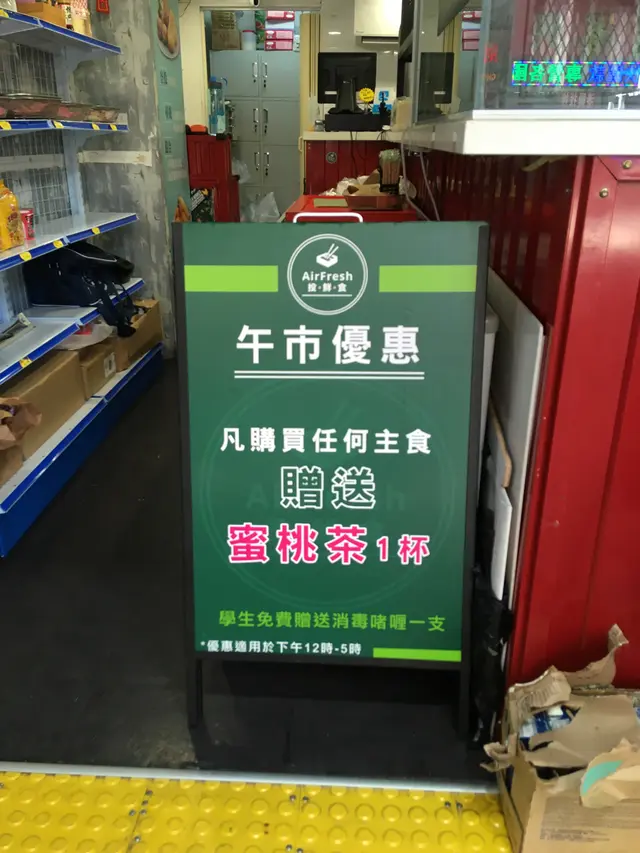 AirFresh
按·鮮·食
午市優惠
凡購買任何主食
贈送
蜜桃茶1杯
學生免費贈送消毒啫喱一支
*優惠適用於下午12時-5時